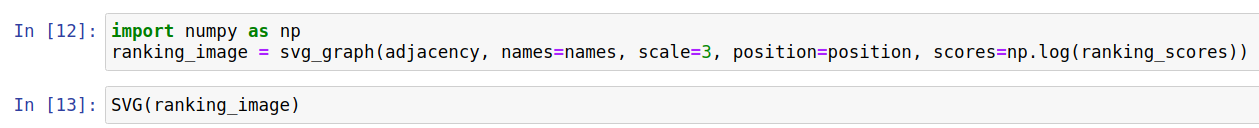 In [12]: import numpy as np
ranking_image = svg_graph(adjacency, names=names, scale=3, position=position, scores=np.log(ranking_scores))
In [13]: SVG(ranking_image)